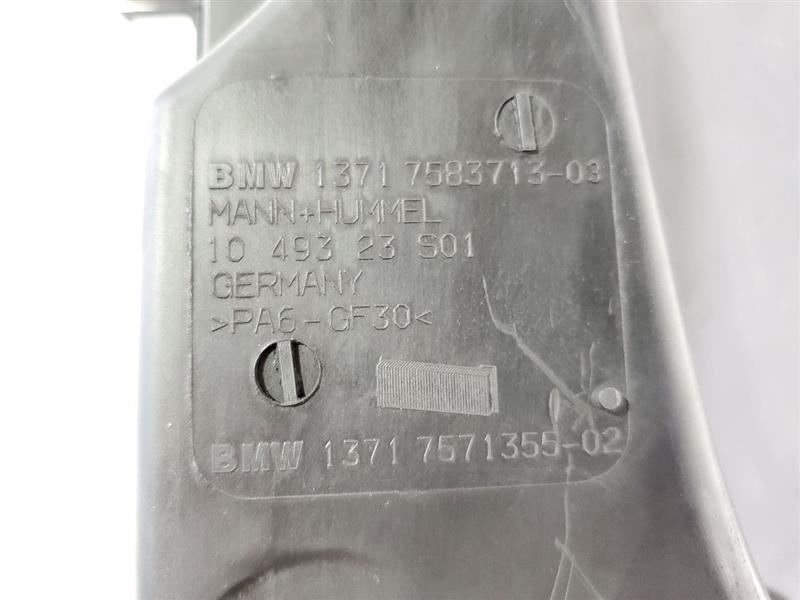 BMW 1371 7583713-03
MANN+HUMMEL
10 493 23 S01
GERMANY
>PA6-GF30<
BMW 1371 7571355-02